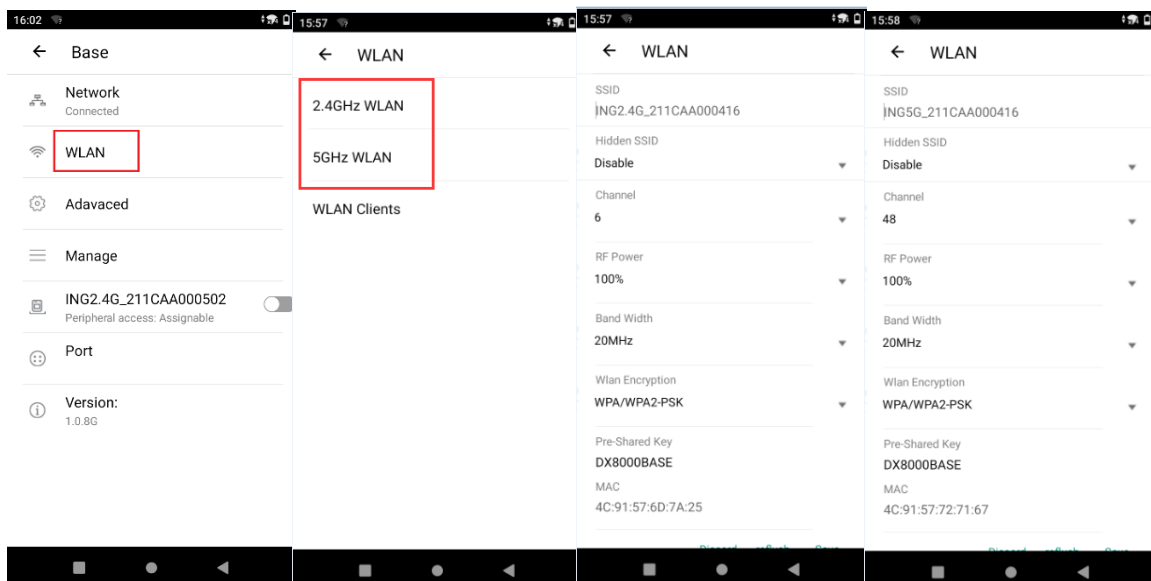 16:02
Base
Network
Connected
WLAN
Adavaced
Manage
ING2.4G_211CAA000502
Peripheral access: Assignable
Port
Version:
1.0.8G
15:57
WLAN
2.4GHz WLAN
5GHz WLAN
WLAN Clients
15:57
WLAN
SSID
ING2.4G_211CAA000416
Hidden SSID
Disable
Channel
6
RF Power
100%
Band Width
20MHz
Wlan Encryption
WPA/WPA2-PSK
Pre-Shared Key
DX8000BASE
MAC
4C:91:57:6D:7A:25
15:58
WLAN
SSID
ING5G_211CAA000416
Hidden SSID
Disable
Channel
48
RF Power
100%
Band Width
20MHz
Wlan Encryption
WPA/WPA2-PSK
Pre-Shared Key
DX8000BASE
MAC
4C:91:57:72:71:67